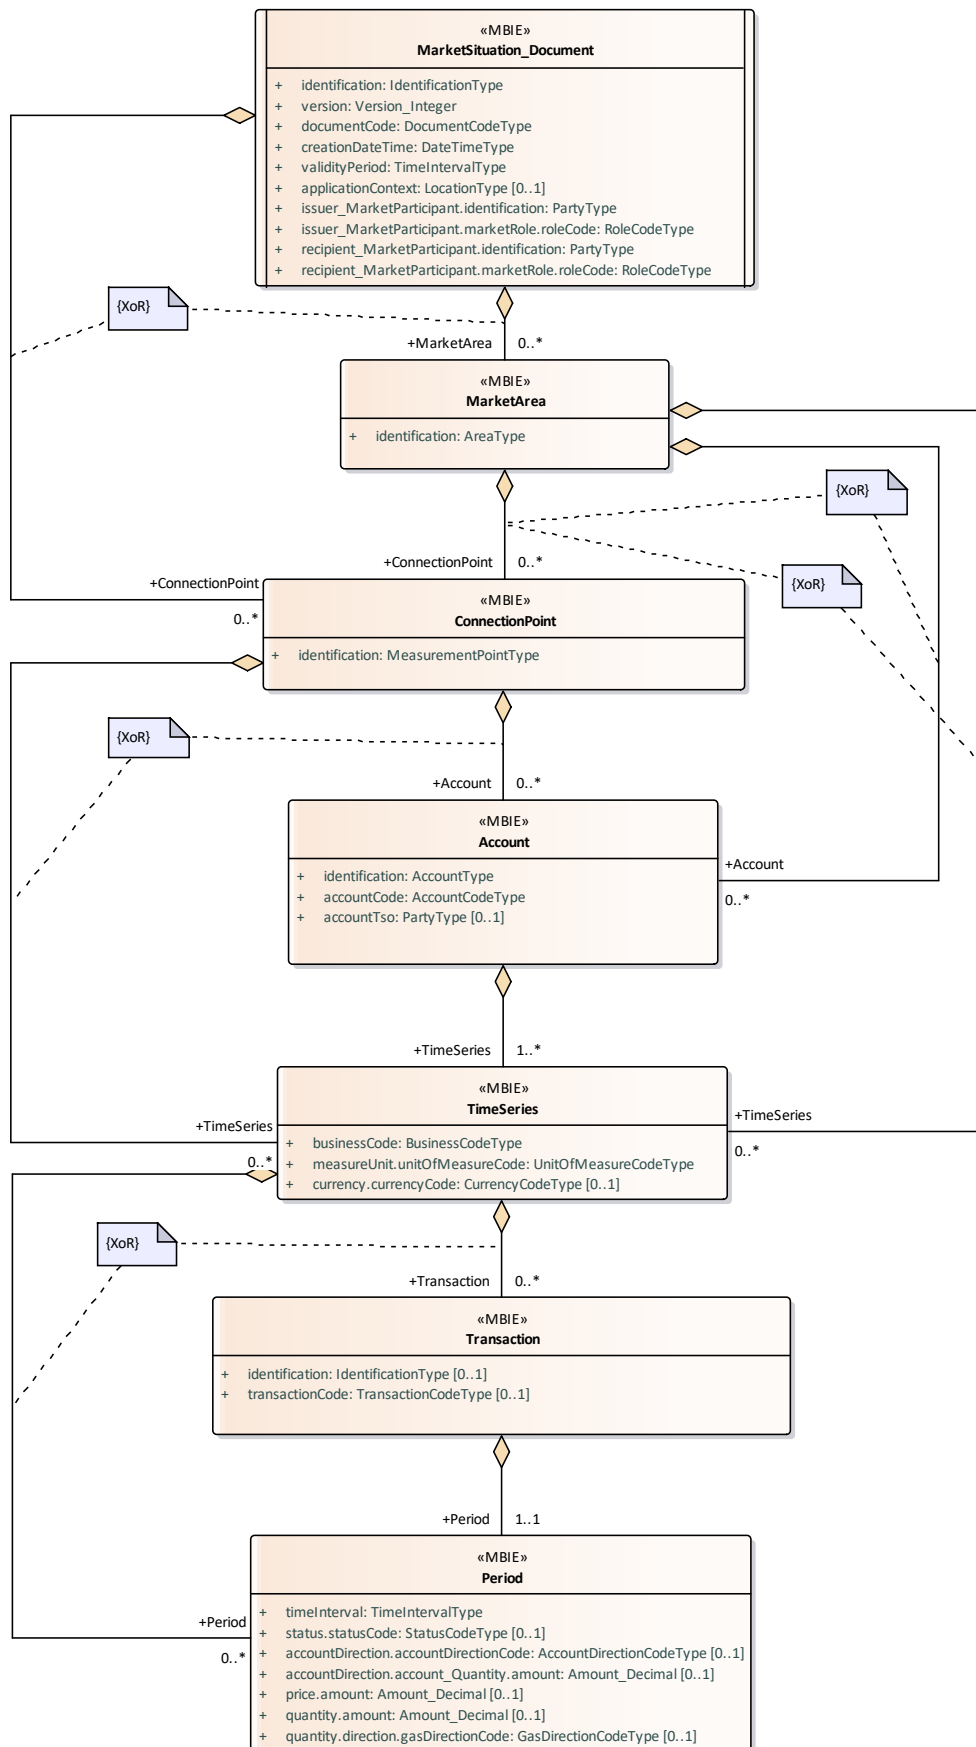 «MBIE»
MarketSituation_Document
+ identification: IdentificationType
+ version: Version_Integer
+ documentCode: DocumentCodeType
+ creationDateTime: DateTimeType
+ validityPeriod: TimeIntervalType
+ applicationContext: LocationType [0..1]
+ issuer_MarketParticipant.identification: PartyType
+ issuer_MarketParticipant.marketRole.roleCode: RoleCodeType
+ recipient_MarketParticipant.identification: PartyType
+ recipient_MarketParticipant.marketRole.roleCode: RoleCodeType
{XoR}
+MarketArea 0..*
«MBIE»
MarketArea
+ identification: AreaType
{XoR}
+ConnectionPoint 0..*
{XoR}
+ConnectionPoint
0..*
«MBIE»
ConnectionPoint
+ identification: MeasurementPointType
{XoR}
+Account 0..*
«MBIE»
Account
+ identification: AccountType
+ accountCode: AccountCodeType
+ accountTso: PartyType [0..1]
+Account
0..*
+TimeSeries 1..*
«MBIE»
TimeSeries
+ businessCode: BusinessCodeType
+ measureUnit.unitOfMeasureCode: UnitOfMeasureCodeType
+ currency.currencyCode: CurrencyCodeType [0..1]
+TimeSeries
0..*
+TimeSeries
0..*
{XoR}
+Transaction 0..*
«MBIE»
Transaction
+ identification: IdentificationType [0..1]
+ transactionCode: TransactionCodeType [0..1]
+Period 1..1
«MBIE»
Period
+ timeInterval: TimeIntervalType
+ status.statusCode: StatusCodeType [0..1]
+ accountDirection.accountDirectionCode: AccountDirectionCodeType [0..1]
+ accountDirection.account_Quantity.amount: Amount_Decimal [0..1]
+ price.amount: Amount_Decimal [0..1]
+ quantity.amount: Amount_Decimal [0..1]
+ quantity.direction.gasDirectionCode: GasDirectionCodeType [0..1]
+Period
0..*